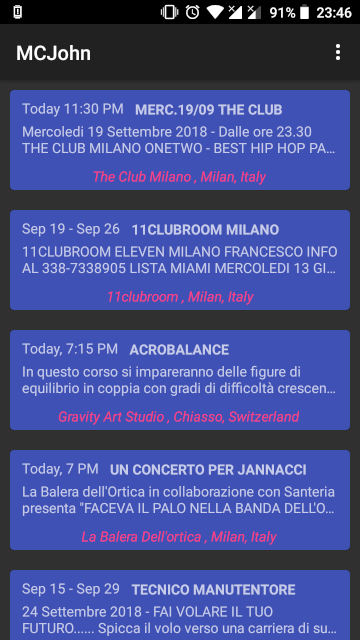 91% 23:46
MCJohn
Today 11:30 PM MERC.19/09 THE CLUB
Mercoledi 19 Settembre 2018 - Dalle ore 23.30
THE CLUB MILANO ONETWO - BEST HIP HOP PA...
The Club Milano , Milan, Italy
Sep 19 - Sep 26 11CLUBROOM MILANO
11CLUBROOM ELEVEN MILANO FRANCESCO INFO
AL 338-7338905 LISTA MIAMI MERCOLEDI 13 GI...
11clubroom , Milan, Italy
Today, 7:15 PM ACROBALANCE
In questo corso si impareranno delle figure di
equilibrio in coppia con gradi di difficoltà crescen...
Gravity Art Studio , Chiasso, Switzerland
Today, 7 PM UN CONCERTO PER JANNACCI
La Balera dell'Ortica in collaborazione con Santeria
presenta "FACEVA IL PALO NELLA BANDA DELL'O...
La Balera Dell'ortica , Milan, Italy
Sep 15 - Sep 29 TECNICO MANUTENTORE
24 Settembre 2018 - FAI VOLARE IL TUO
FUTURO...... Spicca il volo verso una carriera di su...